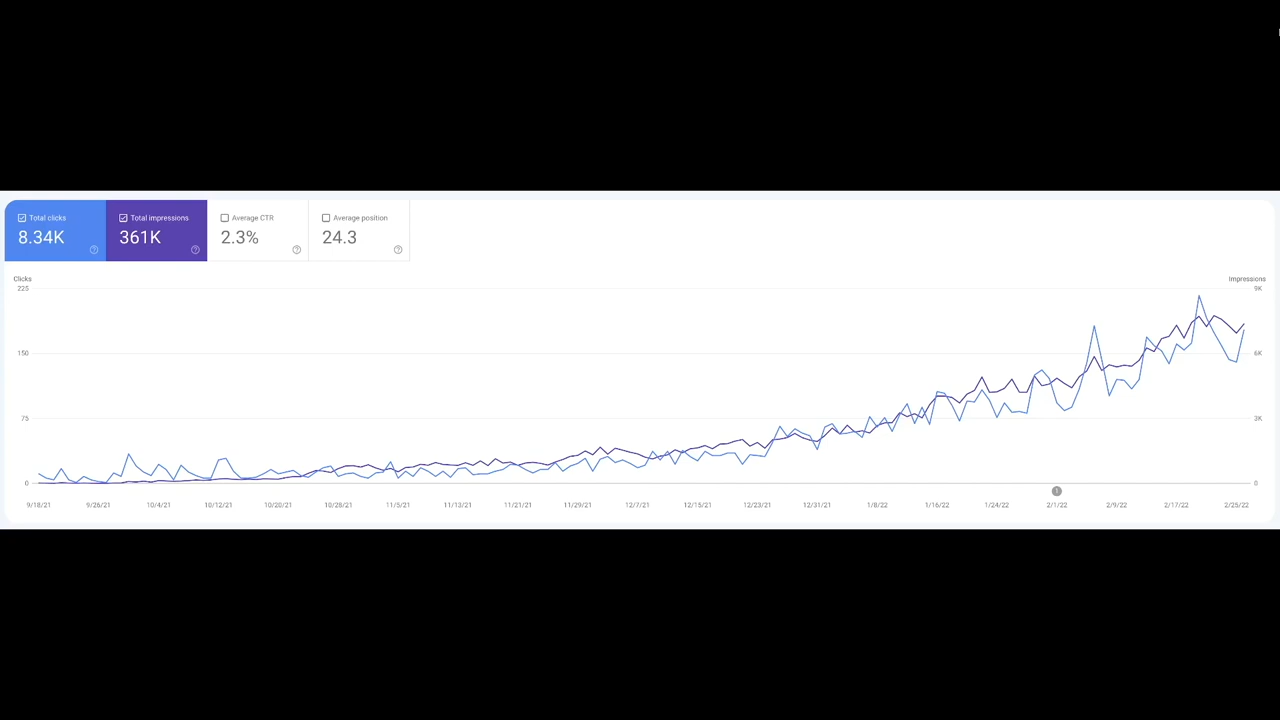 Total clicks Total impressions Average CTR Average position
8.34K 361K 2.3% 24.3
Clicks Impressions
225 9K
150 6K
75 3K
0 0
1
9/18/21 9/26/21 10/4/21 10/12/21 10/20/21 10/28/21 11/5/21 11/13/21 11/21/21 11/29/21 12/7/21 12/15/21 12/23/21 12/31/21 1/8/22 1/16/22 1/24/22 2/1/22 2/9/22 2/17/22 2/25/22